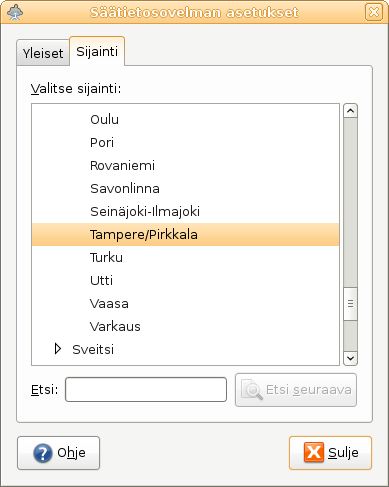 Säätietosovelman asetukset
Yleiset Sijainti
Valitse sijainti:
Oulu
Pori
Rovaniemi
Savonlinna
Seinäjoki-Ilmajoki
Tampere/Pirkkala
Turku
Utti
Vaasa
Varkaus
Sveitsi
Etsi: Etsi seuraava
Ohje Sulje